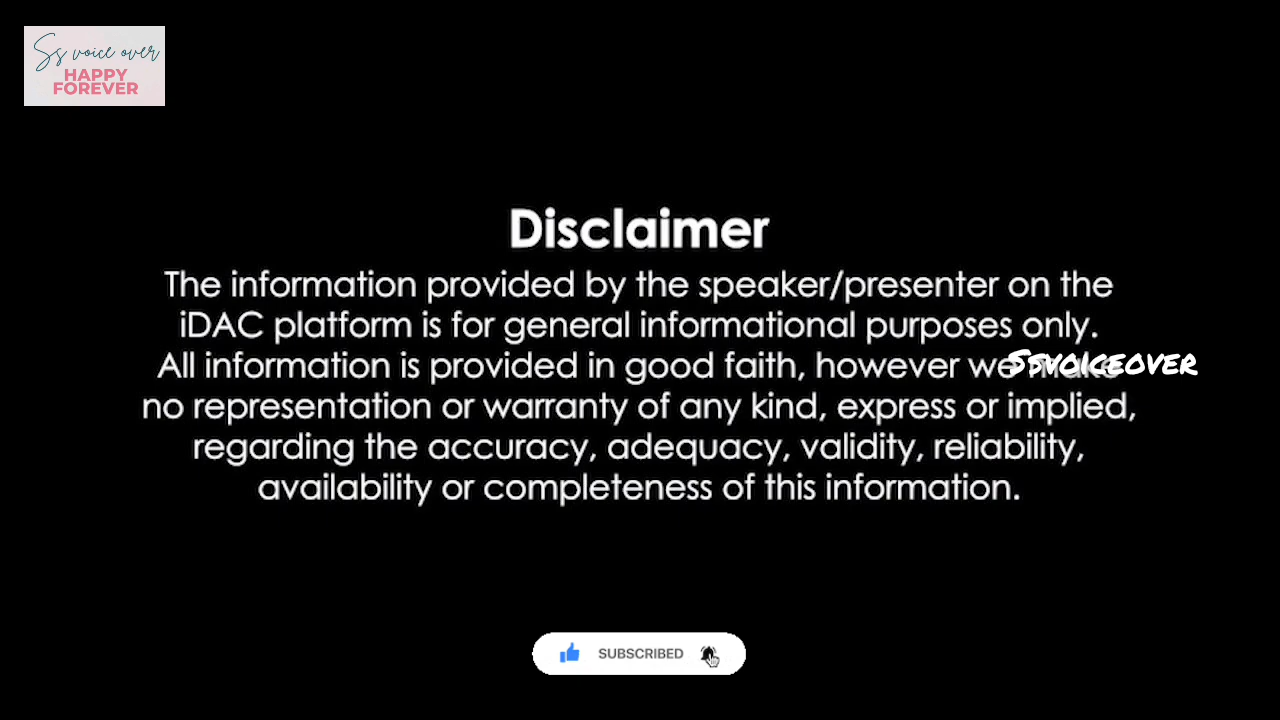 Ss voice over
HAPPY
FOREVER
Disclaimer
The information provided by the speaker/presenter on the
iDAC platform is for general informational purposes only.
All information is provided in good faith, however we make
no representation or warranty of any kind, express or implied,
regarding the accuracy, adequacy, validity, reliability,
availability or completeness of this information.
Ssvoiceover
SUBSCRIBED